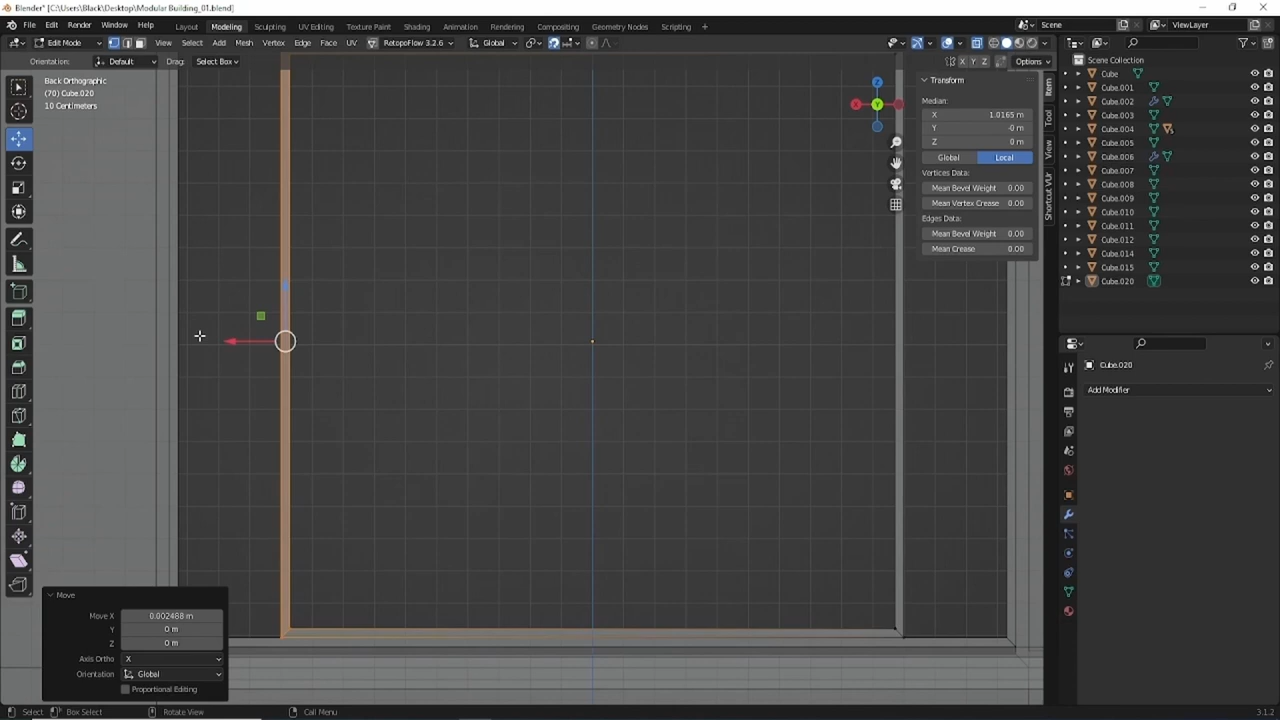 Blender* [C:\Users\Black\Desktop\Modular Building_01.blend]
File Edit Render Window Help Layout Modeling Sculpting UV Editing Texture Paint Shading Animation Rendering Compositing Geometry Nodes Scripting Scene ViewLayer
Edit Mode View Select Add Mesh Vertex Edge Face UV RetopoFlow 3.2.6 Global
Orientation: Default Drag: Select Box X Y Z Options
Back Orthographic
(70) Cube.020
10 Centimeters
Z
X
Y
Transform
Median:
X 1.0165 m
Y -0 m
Z 0 m
Global Local
Vertices Data:
Mean Bevel Weight 0.00
Mean Vertex Crease 0.00
Edges Data:
Mean Bevel Weight 0.00
Mean Crease 0.00
Item
Tool
View
Shortcut VUr
Scene Collection
Cube
Cube.001
Cube.002
Cube.003
Cube.004
Cube.005
Cube.006
Cube.007
Cube.008
Cube.009
Cube.010
Cube.011
Cube.012
Cube.014
Cube.015
Cube.020
Cube.020
Add Modifier
Move
Move X 0.002488 m
Y 0 m
Z 0 m
Axis Ortho X
Orientation Global
Proportional Editing
Select Box Select Rotate View Call Menu 3.1.2